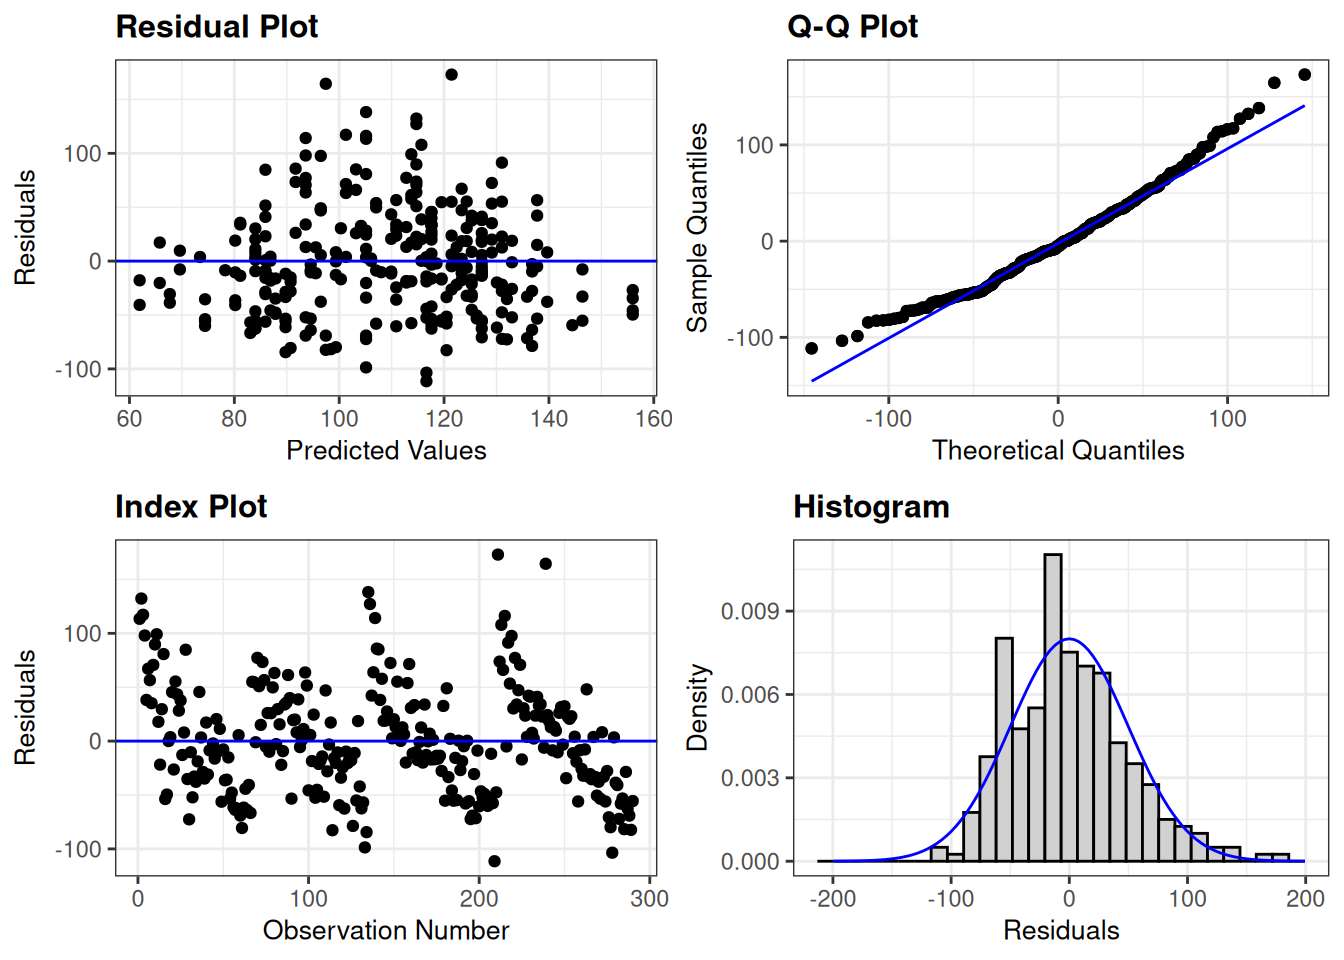 Residual Plot
Residuals
100
0
-100
60 80 100 120 140 160
Predicted Values
Q-Q Plot
Sample Quantiles
100
0
-100
-100 0 100
Theoretical Quantiles
Index Plot
Residuals
100
0
-100
0 100 200 300
Observation Number
Histogram
Density
0.009
0.006
0.003
0.000
-200 -100 0 100 200
Residuals